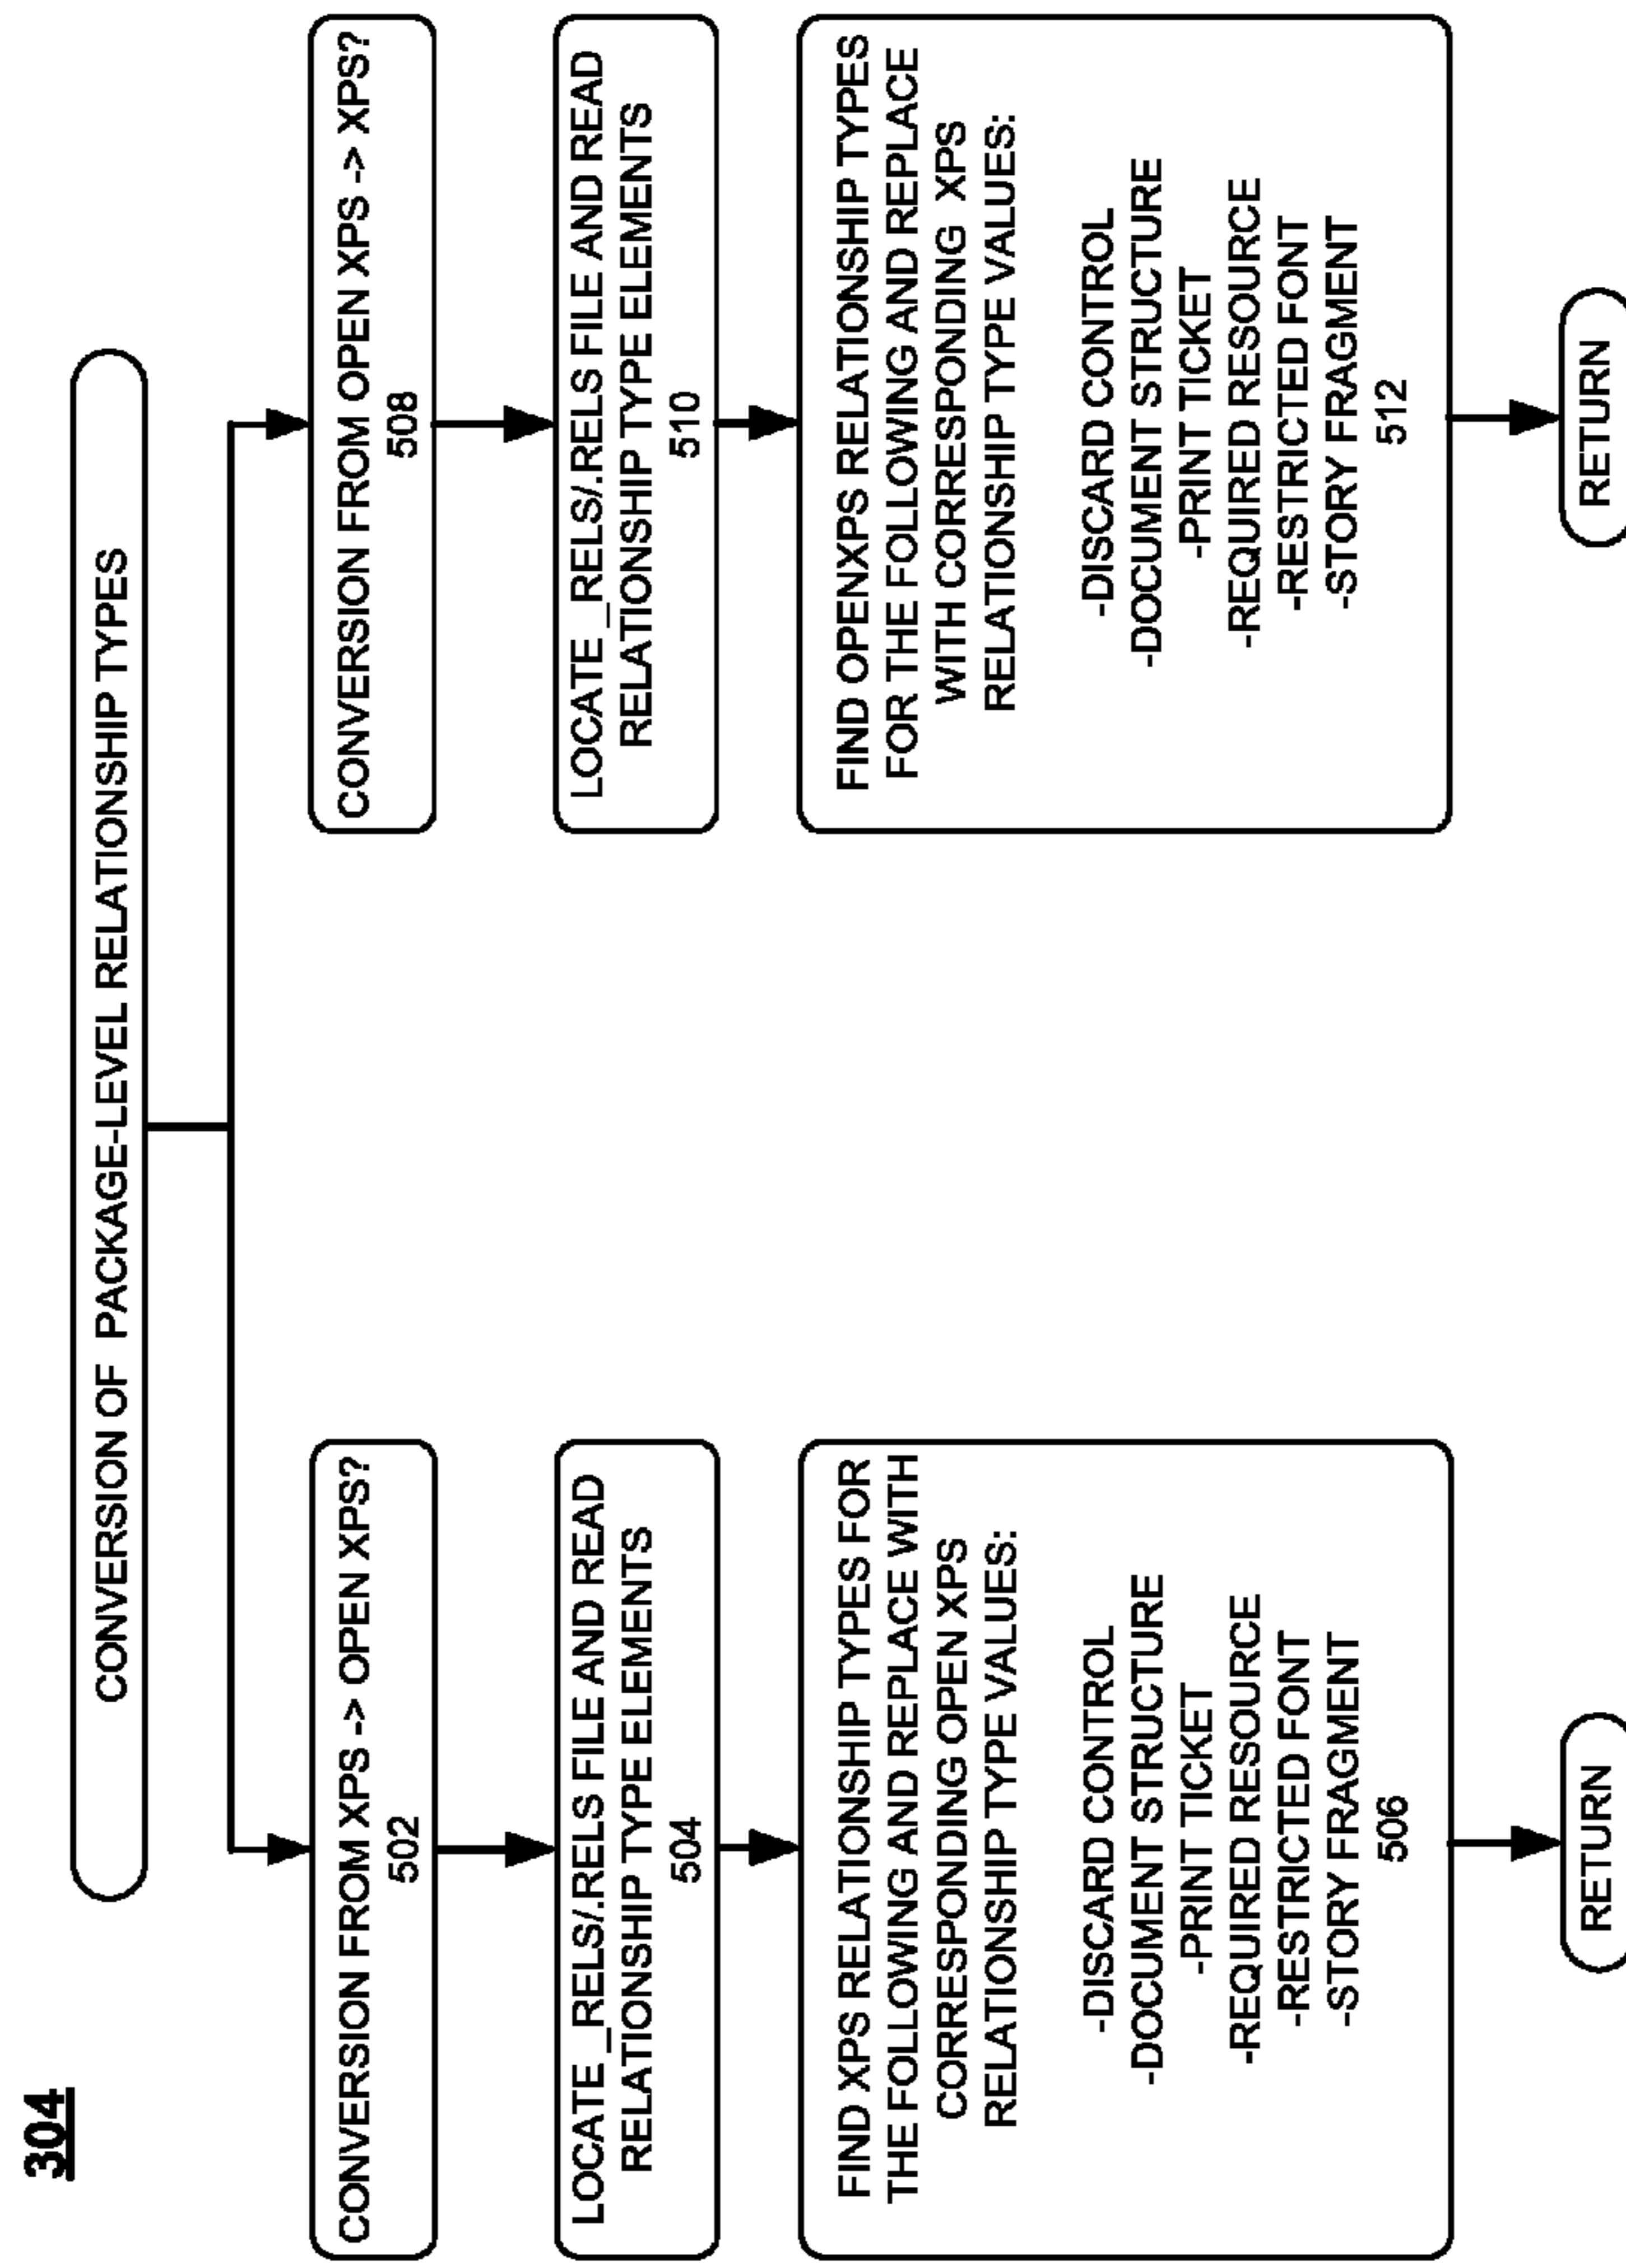 304
CONVERSION OF PACKAGE-LEVEL RELATIONSHIP TYPES
CONVERSION FROM XPS -> OPEN XPS?
502
LOCATE _RELS/.RELS FILE AND READ
RELATIONSHIP TYPE ELEMENTS
504
FIND XPS RELATIONSHIP TYPES FOR
THE FOLLOWING AND REPLACE WITH
CORRESPONDING OPEN XPS
RELATIONSHIP TYPE VALUES:
-DISCARD CONTROL
-DOCUMENT STRUCTURE
-PRINT TICKET
-REQUIRED RESOURCE
-RESTRICTED FONT
-STORY FRAGMENT
506
RETURN
CONVERSION FROM OPEN XPS -> XPS?
508
LOCATE _RELS/.RELS FILE AND READ
RELATIONSHIP TYPE ELEMENTS
510
FIND OPENXPS RELATIONSHIP TYPES
FOR THE FOLLOWING AND REPLACE
WITH CORRESPONDING XPS
RELATIONSHIP TYPE VALUES:
-DISCARD CONTROL
-DOCUMENT STRUCTURE
-PRINT TICKET
-REQUIRED RESOURCE
-RESTRICTED FONT
-STORY FRAGMENT
512
RETURN